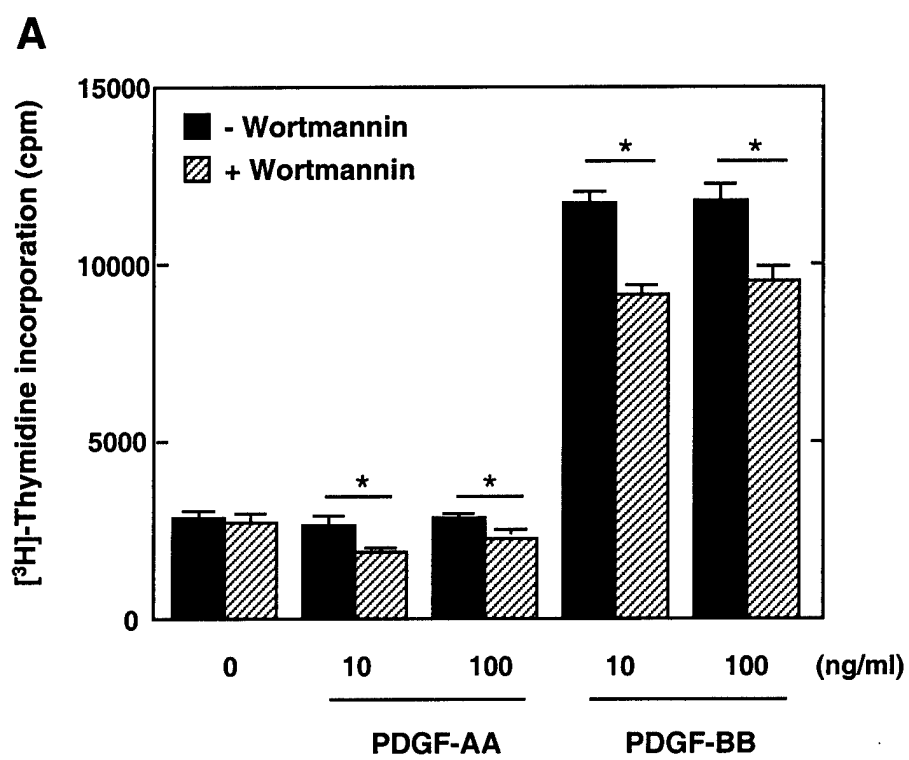 A
[³H]-Thymidine incorporation (cpm)
15000
10000
5000
0
- Wortmannin
+ Wortmannin
* *
* *
0 10 100 10 100 (ng/ml)
PDGF-AA PDGF-BB